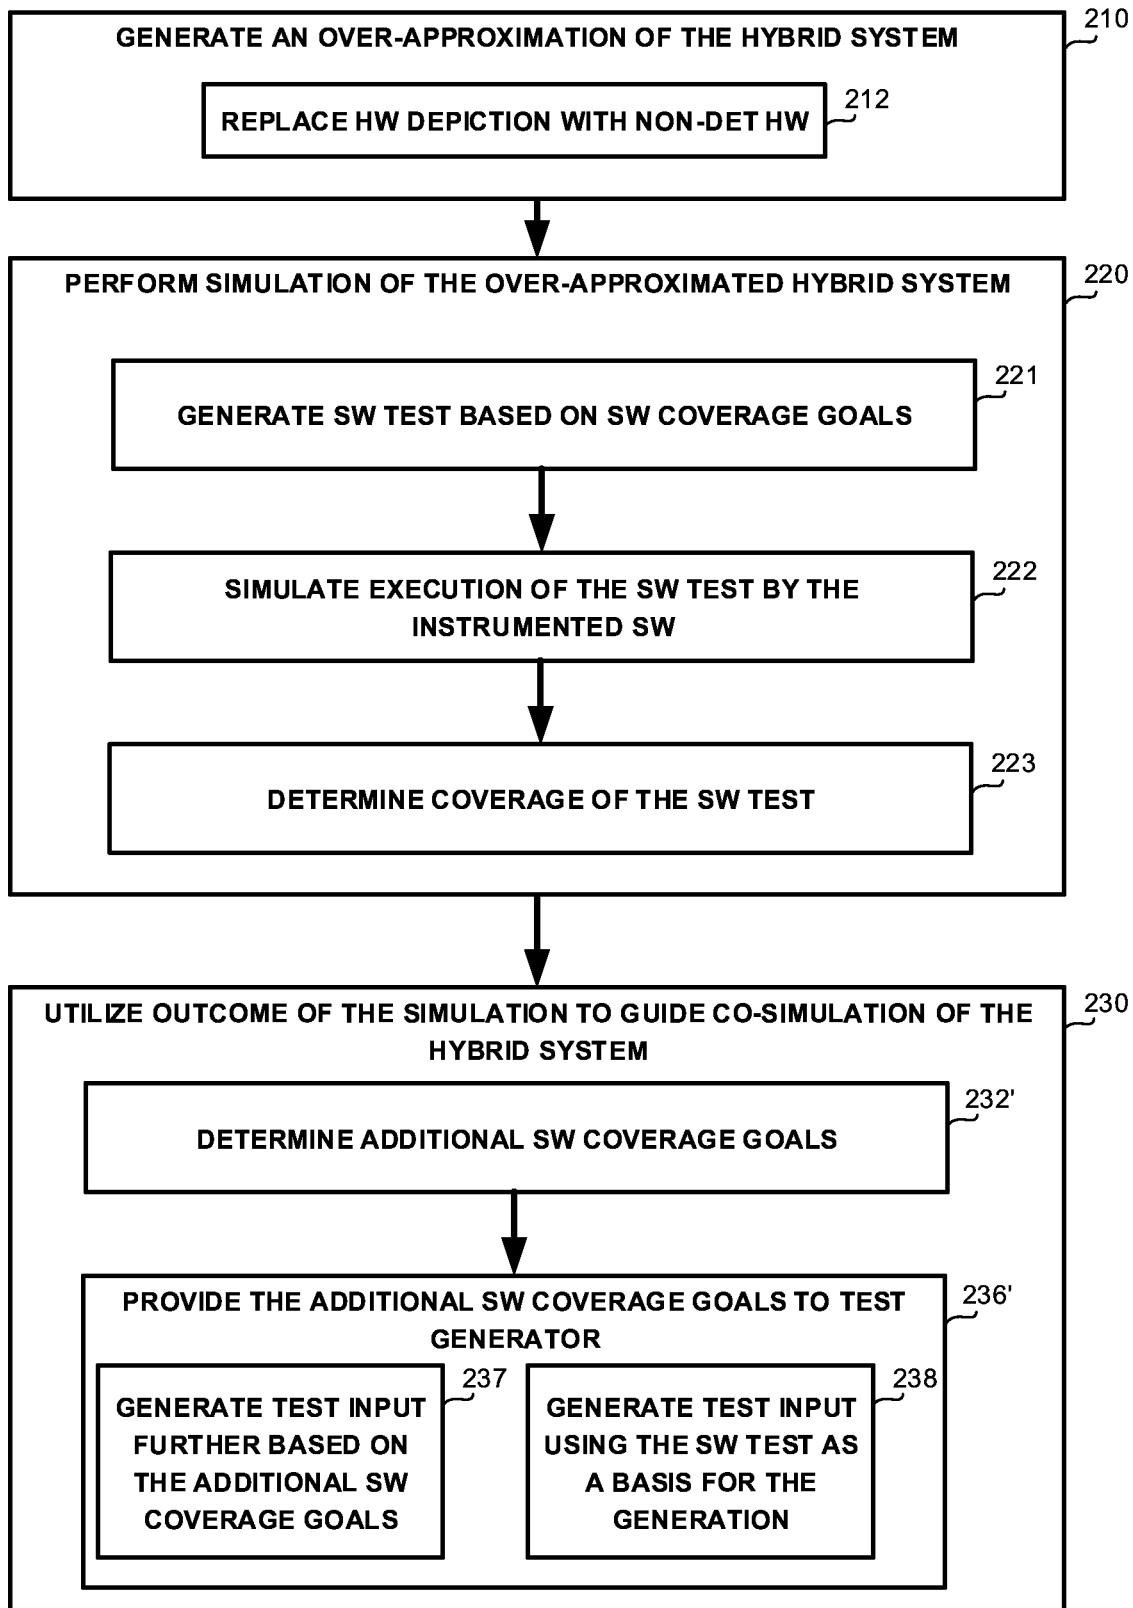 210
GENERATE AN OVER-APPROXIMATION OF THE HYBRID SYSTEM
212
REPLACE HW DEPICTION WITH NON-DET HW
220
PERFORM SIMULATION OF THE OVER-APPROXIMATED HYBRID SYSTEM
221
GENERATE SW TEST BASED ON SW COVERAGE GOALS
222
SIMULATE EXECUTION OF THE SW TEST BY THE
INSTRUMENTED SW
223
DETERMINE COVERAGE OF THE SW TEST
230
UTILIZE OUTCOME OF THE SIMULATION TO GUIDE CO-SIMULATION OF THE
HYBRID SYSTEM
232'
DETERMINE ADDITIONAL SW COVERAGE GOALS
236'
PROVIDE THE ADDITIONAL SW COVERAGE GOALS TO TEST
GENERATOR
237
GENERATE TEST INPUT
FURTHER BASED ON
THE ADDITIONAL SW
COVERAGE GOALS
238
GENERATE TEST INPUT
USING THE SW TEST AS
A BASIS FOR THE
GENERATION